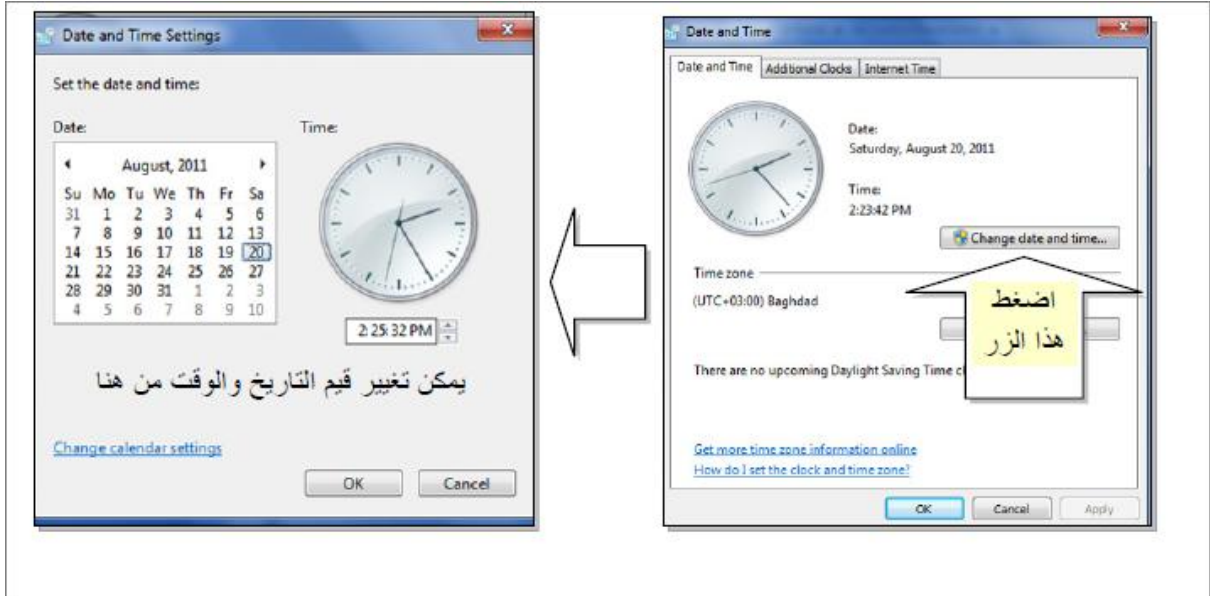 Date and Time
Date and Time Additional Clocks Internet Time
Date:
Saturday, August 20, 2011
Time:
2:23:42 PM
Change date and time...
Time zone
(UTC+03:00) Baghdad
اضغط
هذا الزر
There are no upcoming Daylight Saving Time
Get more time zone information online
How do I set the clock and time zone?
OK Cancel Apply
Date and Time Settings
Set the date and time:
Date: Time:
August, 2011
Su Mo Tu We Th Fr Sa
31 1 2 3 4 5 6
7 8 9 10 11 12 13
14 15 16 17 18 19 20
21 22 23 24 25 26 27
28 29 30 31 1 2 3
4 5 6 7 8 9 10
2:25:32 PM
يمكن تغيير قيم التاريخ والوقت من هنا
Change calendar settings
OK Cancel